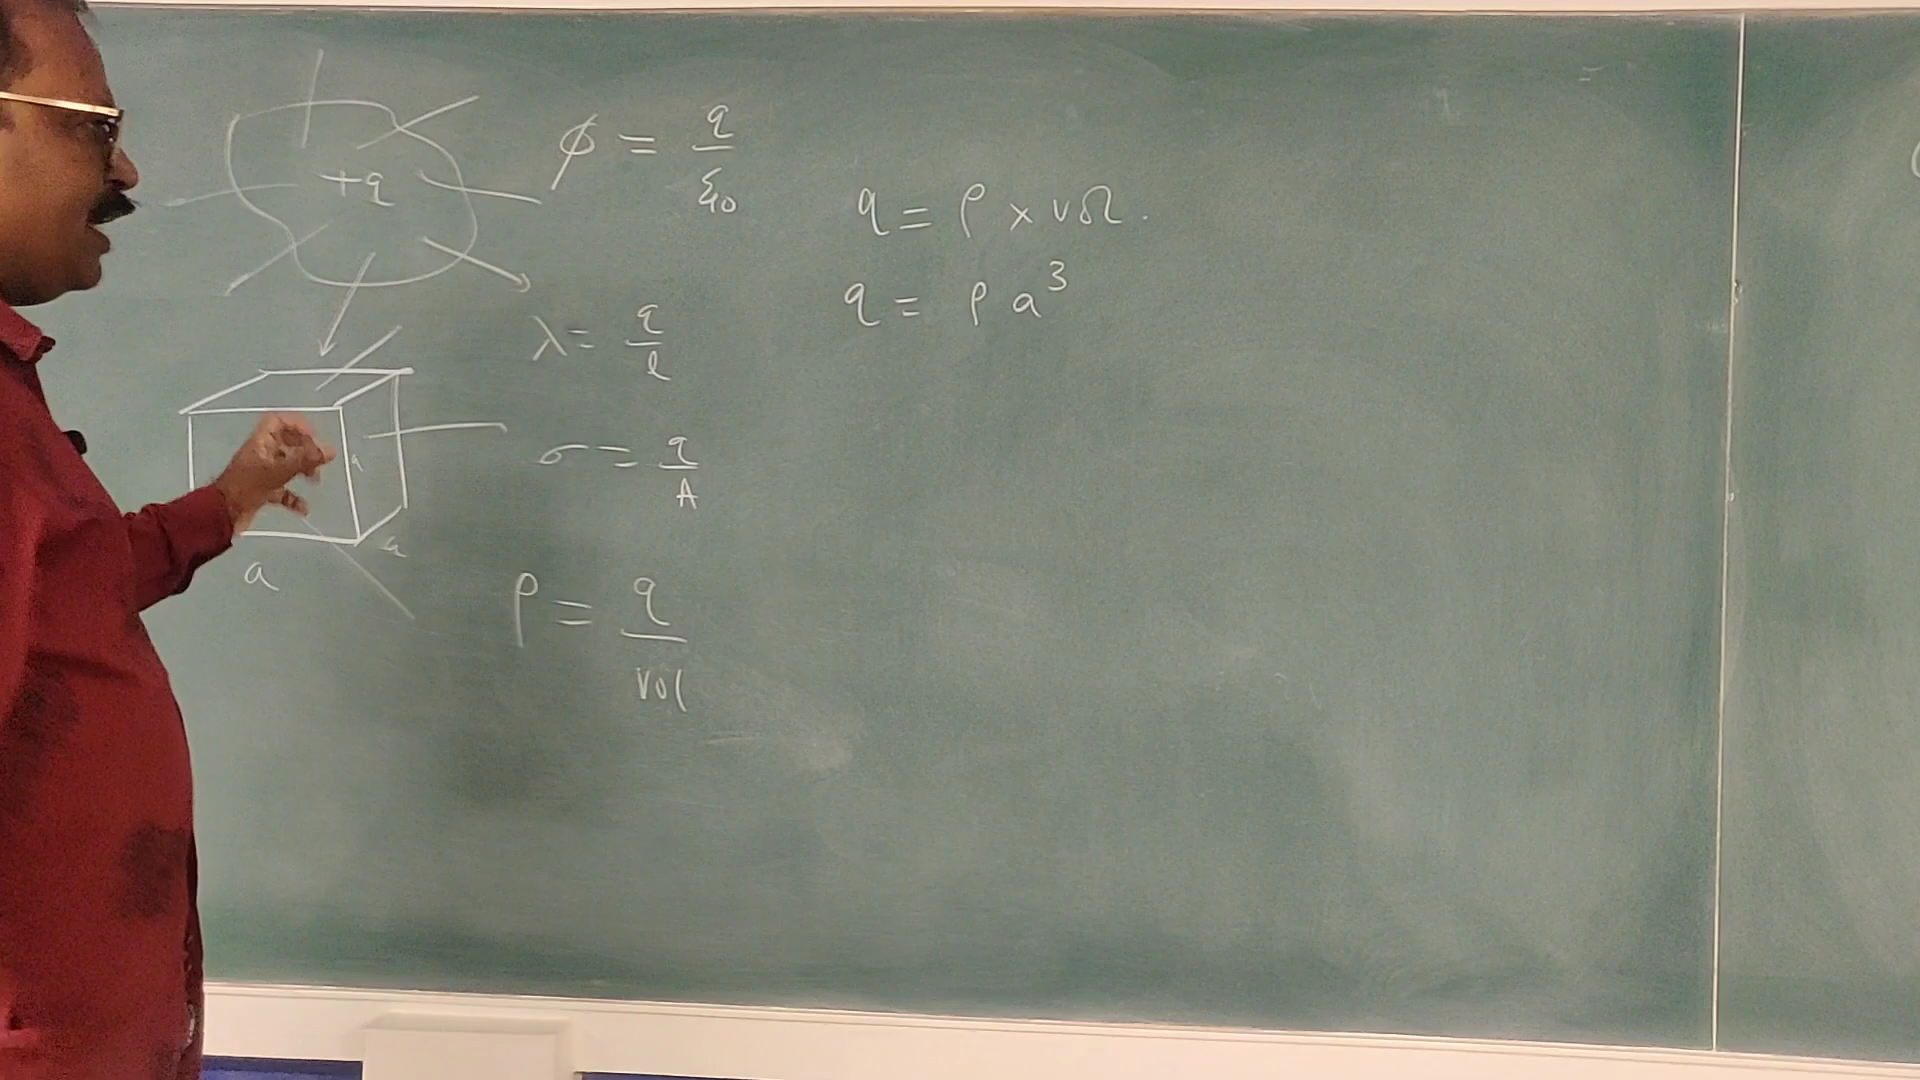 +q
φ = q/ε0
λ = q/l
a
a
a
σ = q/A
ρ = q/vol
q = ρ x vol.
q = ρ a³